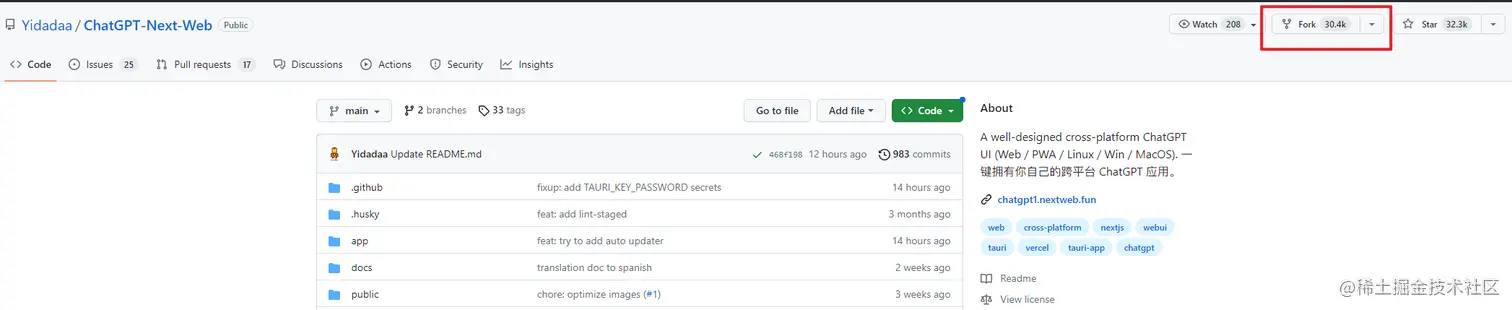 Yidadaa / ChatGPT-Next-Web Public
Watch 208
Fork 30.4k
Star 32.3k
Code
Issues 25
Pull requests 17
Discussions
Actions
Security
Insights
main
2 branches
33 tags
Go to file
Add file
Code
Yidadaa Update README.md
468f198 12 hours ago
983 commits
.github fixup: add TAURI_KEY_PASSWORD secrets 14 hours ago
.husky feat: add lint-staged 3 months ago
app feat: try to add auto updater 14 hours ago
docs translation doc to spanish 2 weeks ago
public chore: optimize images (#1) 3 weeks ago
About
A well-designed cross-platform ChatGPT
UI (Web / PWA / Linux / Win / MacOS). 一
键拥有你自己的跨平台 ChatGPT 应用。
chatgpt1.nextweb.fun
web cross-platform nextjs webui
tauri vercel tauri-app chatgpt
Readme
View license
@稀土掘金技术社区